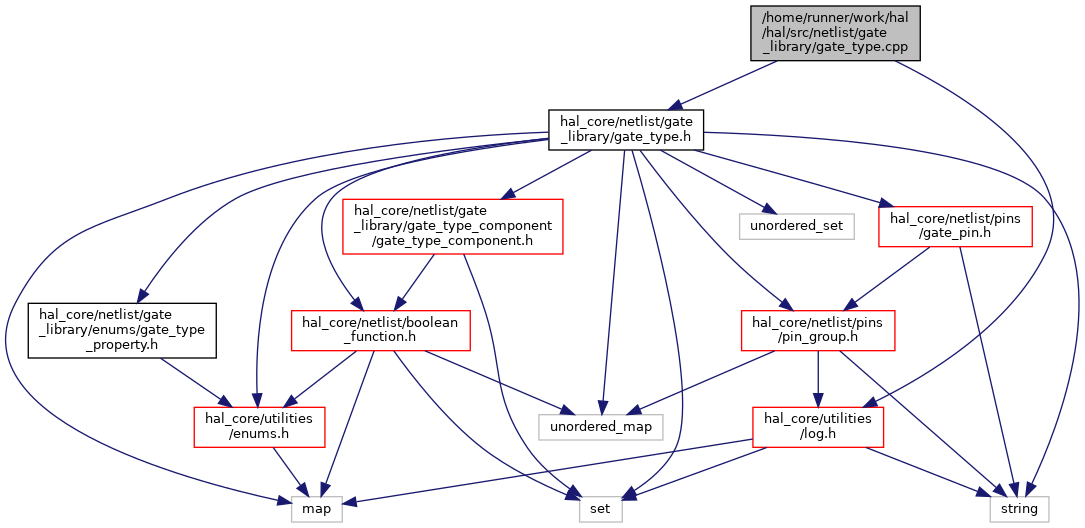 /home/runner/work/hal
/hal/src/netlist/gate
_library/gate_type.cpp
hal_core/netlist/gate
_library/gate_type.h
hal_core/netlist/gate
_library/gate_type_component
/gate_type_component.h
unordered_set
hal_core/netlist/pins
/gate_pin.h
hal_core/netlist/gate
_library/enums/gate_type
_property.h
hal_core/netlist/boolean
_function.h
hal_core/netlist/pins
/pin_group.h
hal_core/utilities
/enums.h
unordered_map
hal_core/utilities
/log.h
map
set
string